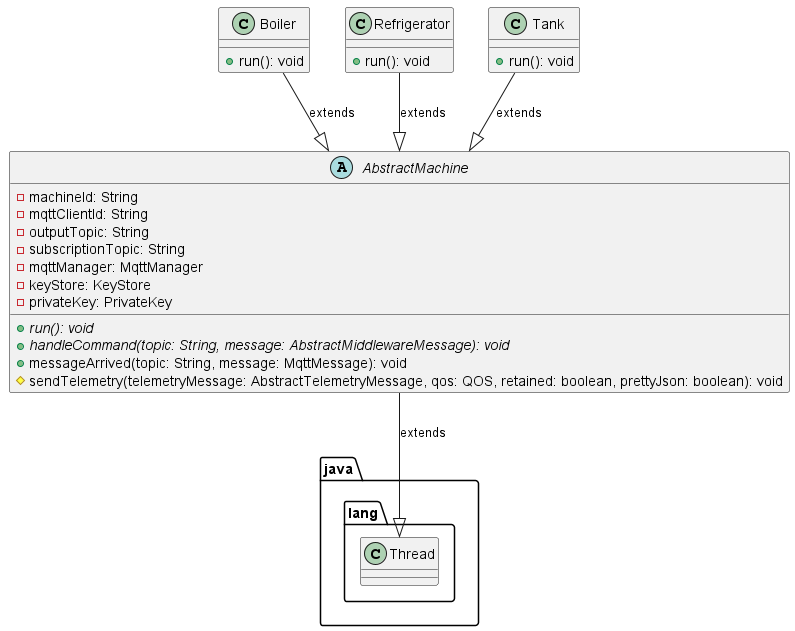 C Boiler
run(): void
C Refrigerator
run(): void
C Tank
run(): void
extends
extends
extends
A AbstractMachine
machineId: String
mqttClientId: String
outputTopic: String
subscriptionTopic: String
mqttManager: MqttManager
keyStore: KeyStore
privateKey: PrivateKey
run(): void
handleCommand(topic: String, message: AbstractMiddlewareMessage): void
messageArrived(topic: String, message: MqttMessage): void
sendTelemetry(telemetryMessage: AbstractTelemetryMessage, qos: QOS, retained: boolean, prettyJson: boolean): void
extends
java
lang
C Thread